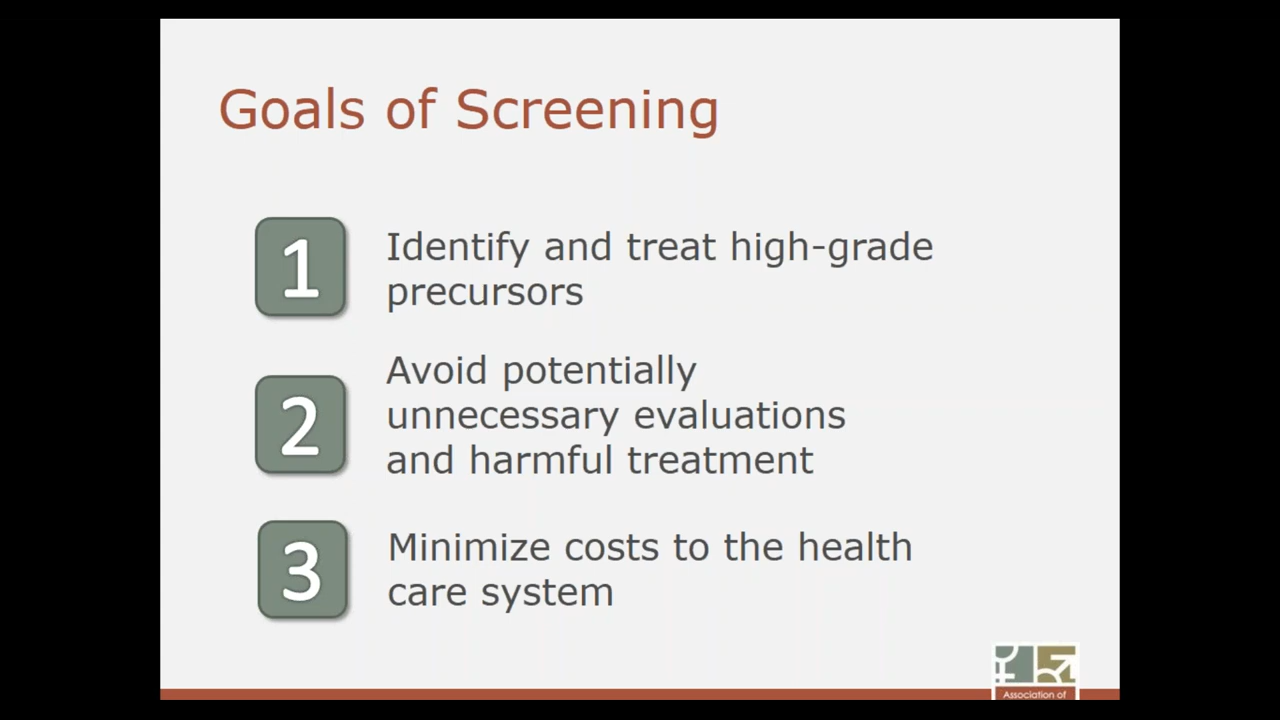 Goals of Screening
1
Identify and treat high-grade
precursors
2
Avoid potentially
unnecessary evaluations
and harmful treatment
3
Minimize costs to the health
care system
Association of